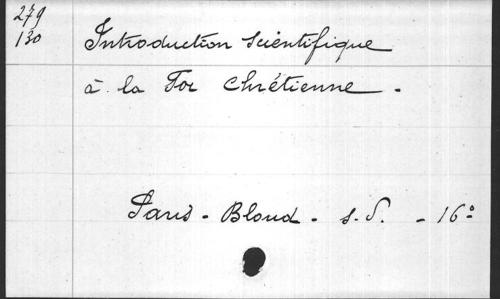 279
130
Introduction Scientifique
à la Foi Chrétienne.
Paris - Bloud - s.d. - 16°